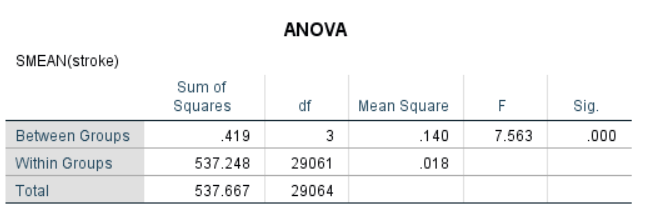 ANOVA
SMEAN(stroke)
Sum of Squares df Mean Square F Sig.
Between Groups .419 3 .140 7.563 .000
Within Groups 537.248 29061 .018
Total 537.667 29064